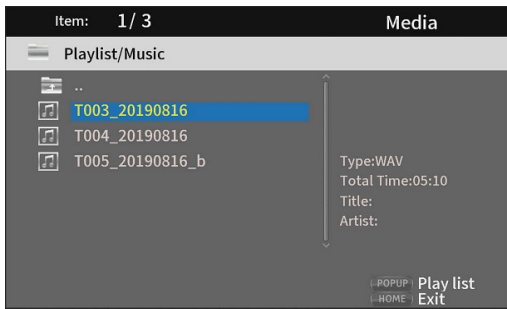 Item: 1/ 3 Media
Playlist/Music
..
T003_20190816
T004_20190816
T005_20190816_b
Type:WAV
Total Time:05:10
Title:
Artist:
POPUP Play list
HOME Exit